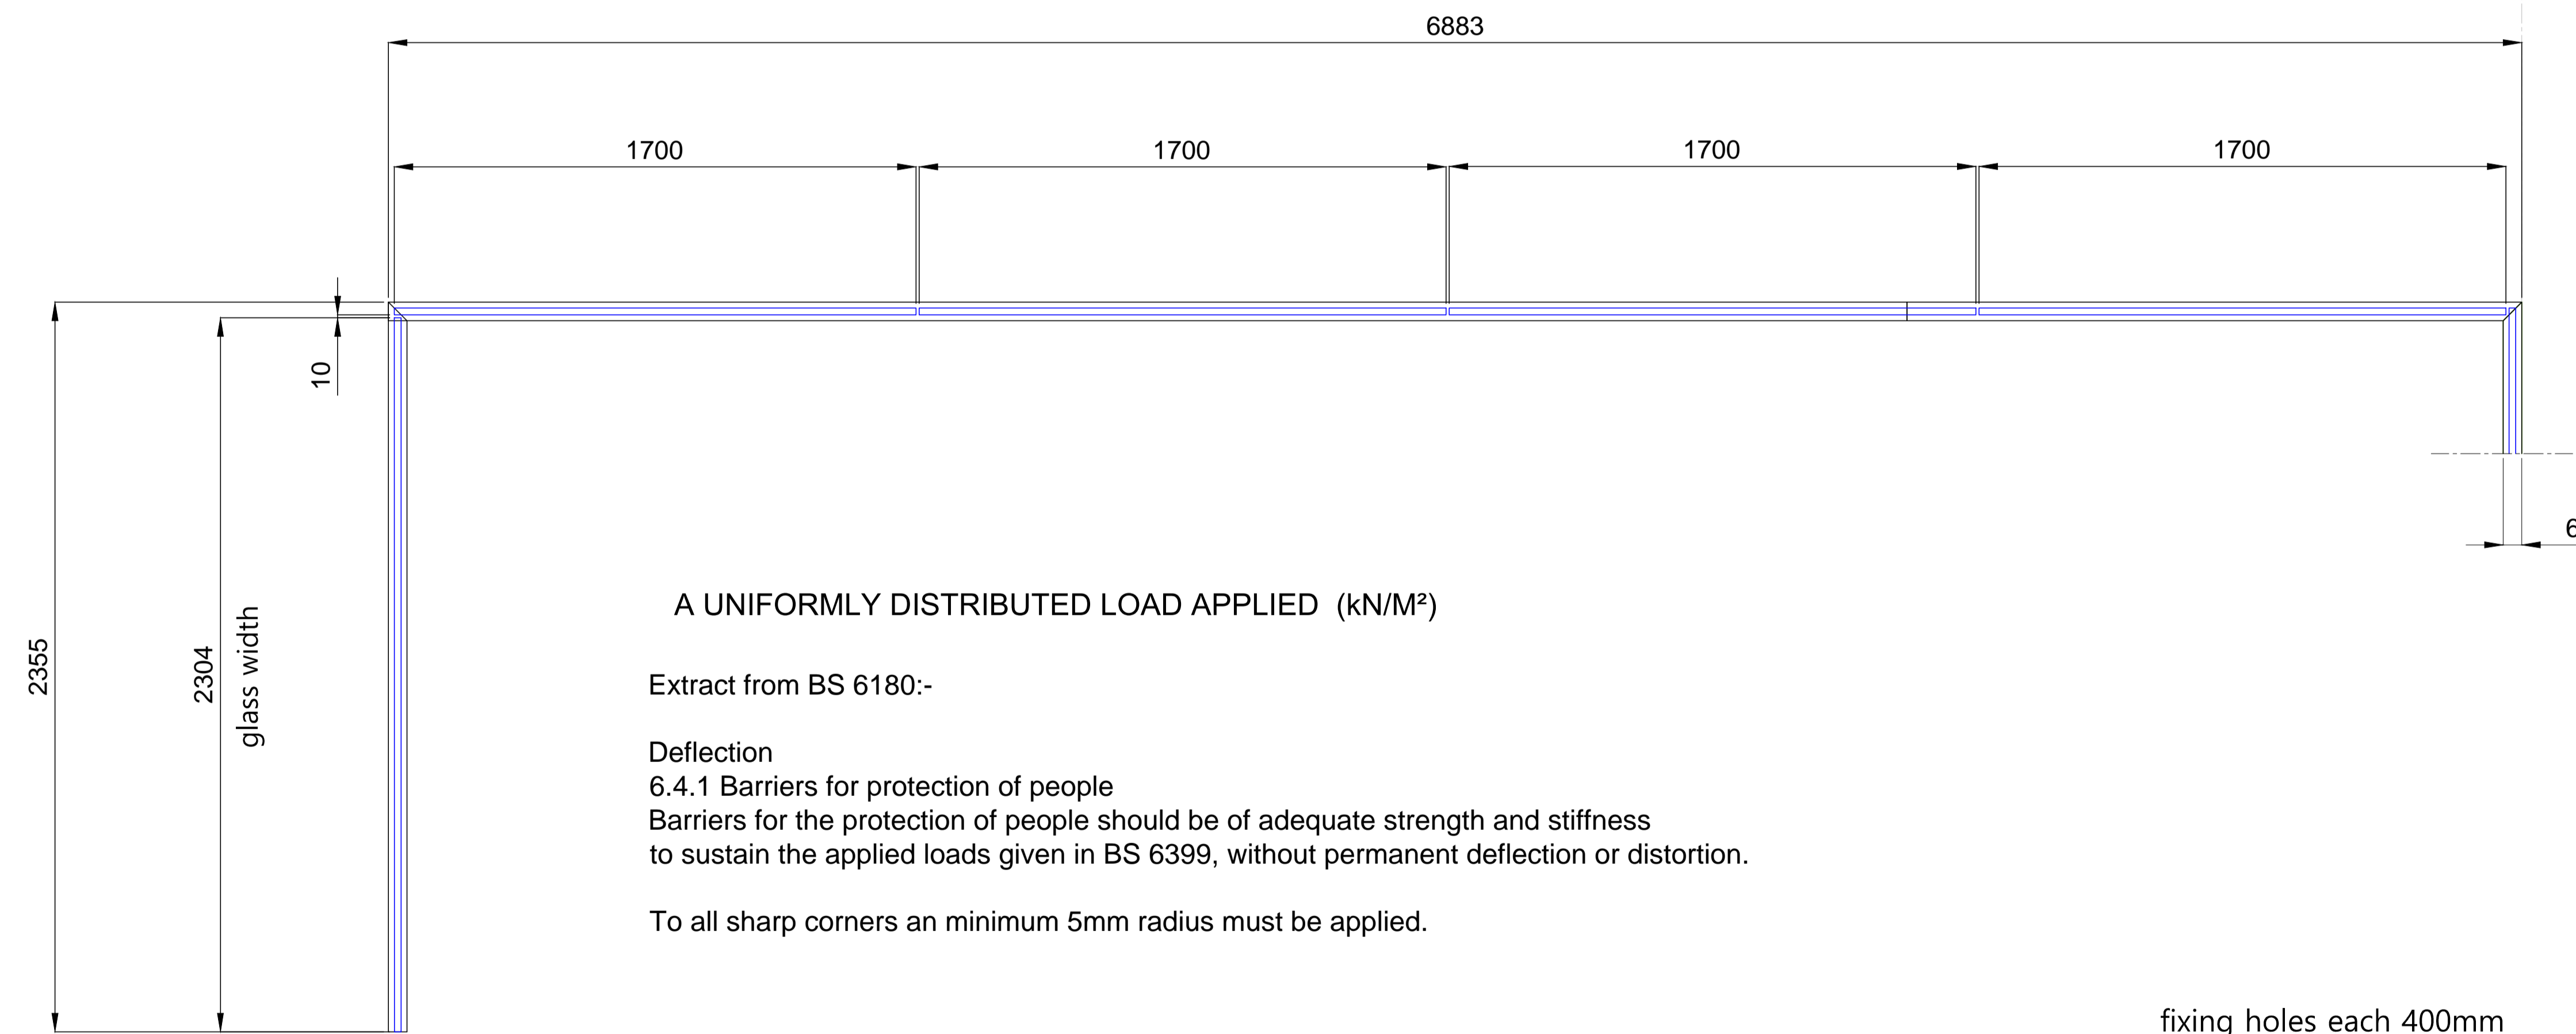 6883
1700 1700 1700 1700
10
2355
2304
glass width
6
A UNIFORMLY DISTRIBUTED LOAD APPLIED (kN/M²)
Extract from BS 6180:-
Deflection
6.4.1 Barriers for protection of people
Barriers for the protection of people should be of adequate strength and stiffness
to sustain the applied loads given in BS 6399, without permanent deflection or distortion.
To all sharp corners an minimum 5mm radius must be applied.
fixing holes each 400mm